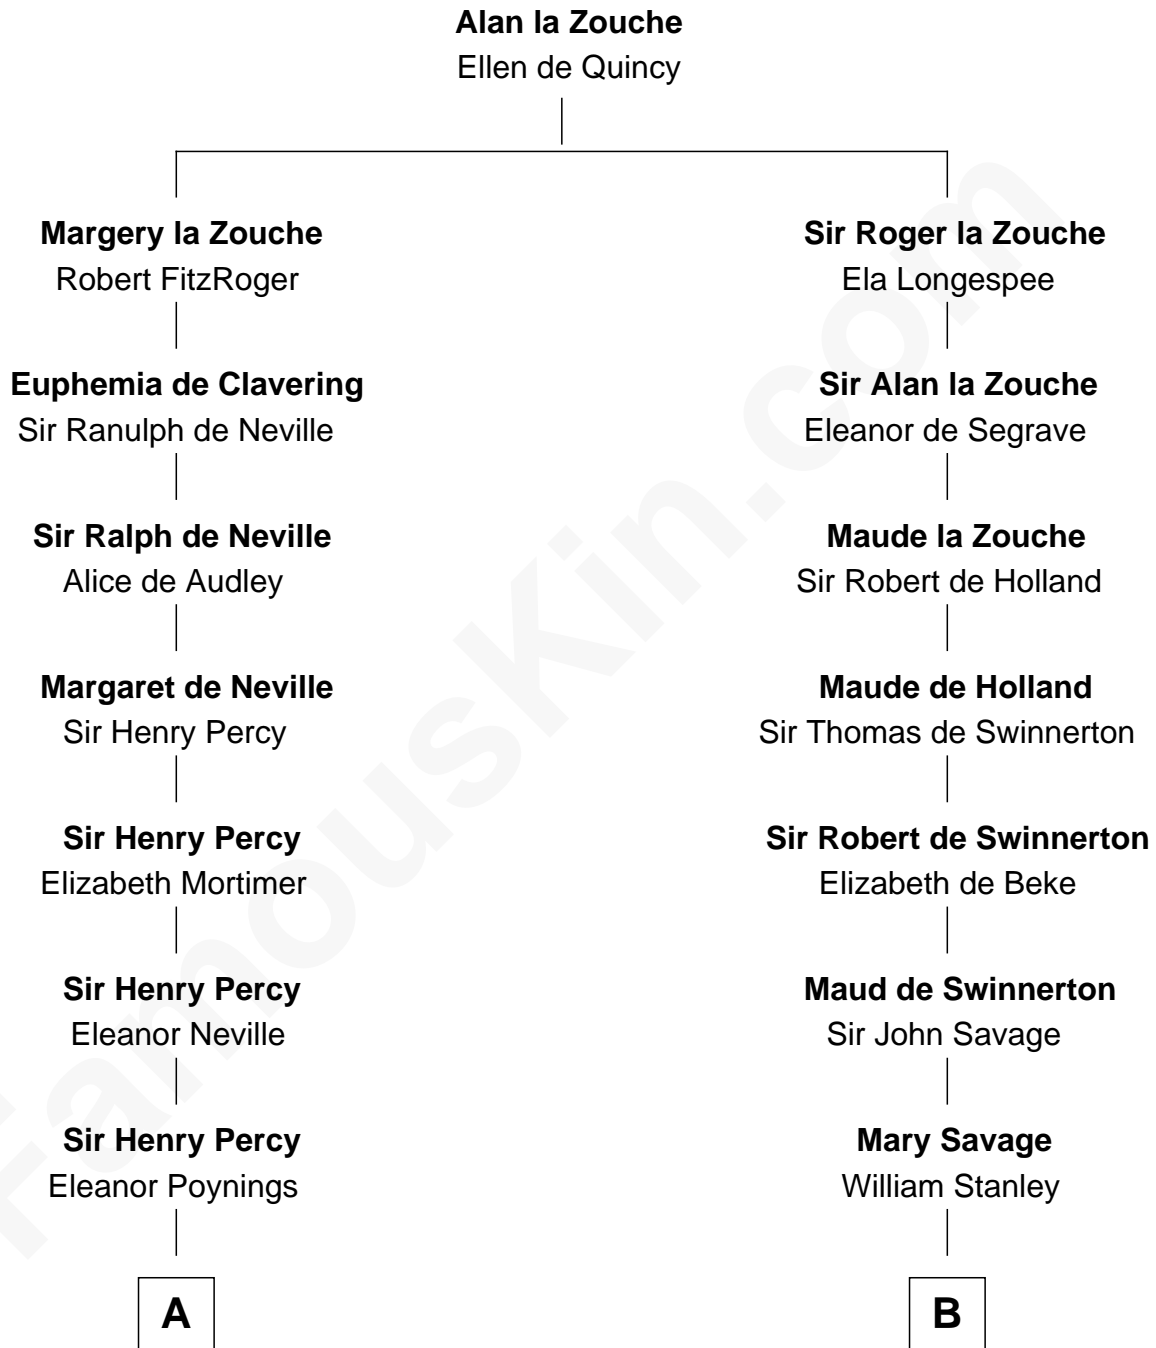 Alan la Zouche
Ellen de Quincy
Margery la Zouche
Robert FitzRoger
Sir Roger la Zouche
Ela Longespee
Euphemia de Clavering
Sir Ranulph de Neville
Sir Alan la Zouche
Eleanor de Segrave
Sir Ralph de Neville
Alice de Audley
Maude la Zouche
Sir Robert de Holland
Margaret de Neville
Sir Henry Percy
Maude de Holland
Sir Thomas de Swinnerton
Sir Henry Percy
Elizabeth Mortimer
Sir Robert de Swinnerton
Elizabeth de Beke
Sir Henry Percy
Eleanor Neville
Maud de Swinnerton
Sir John Savage
Sir Henry Percy
Eleanor Poynings
Mary Savage
William Stanley
A
B
FamousKin.com